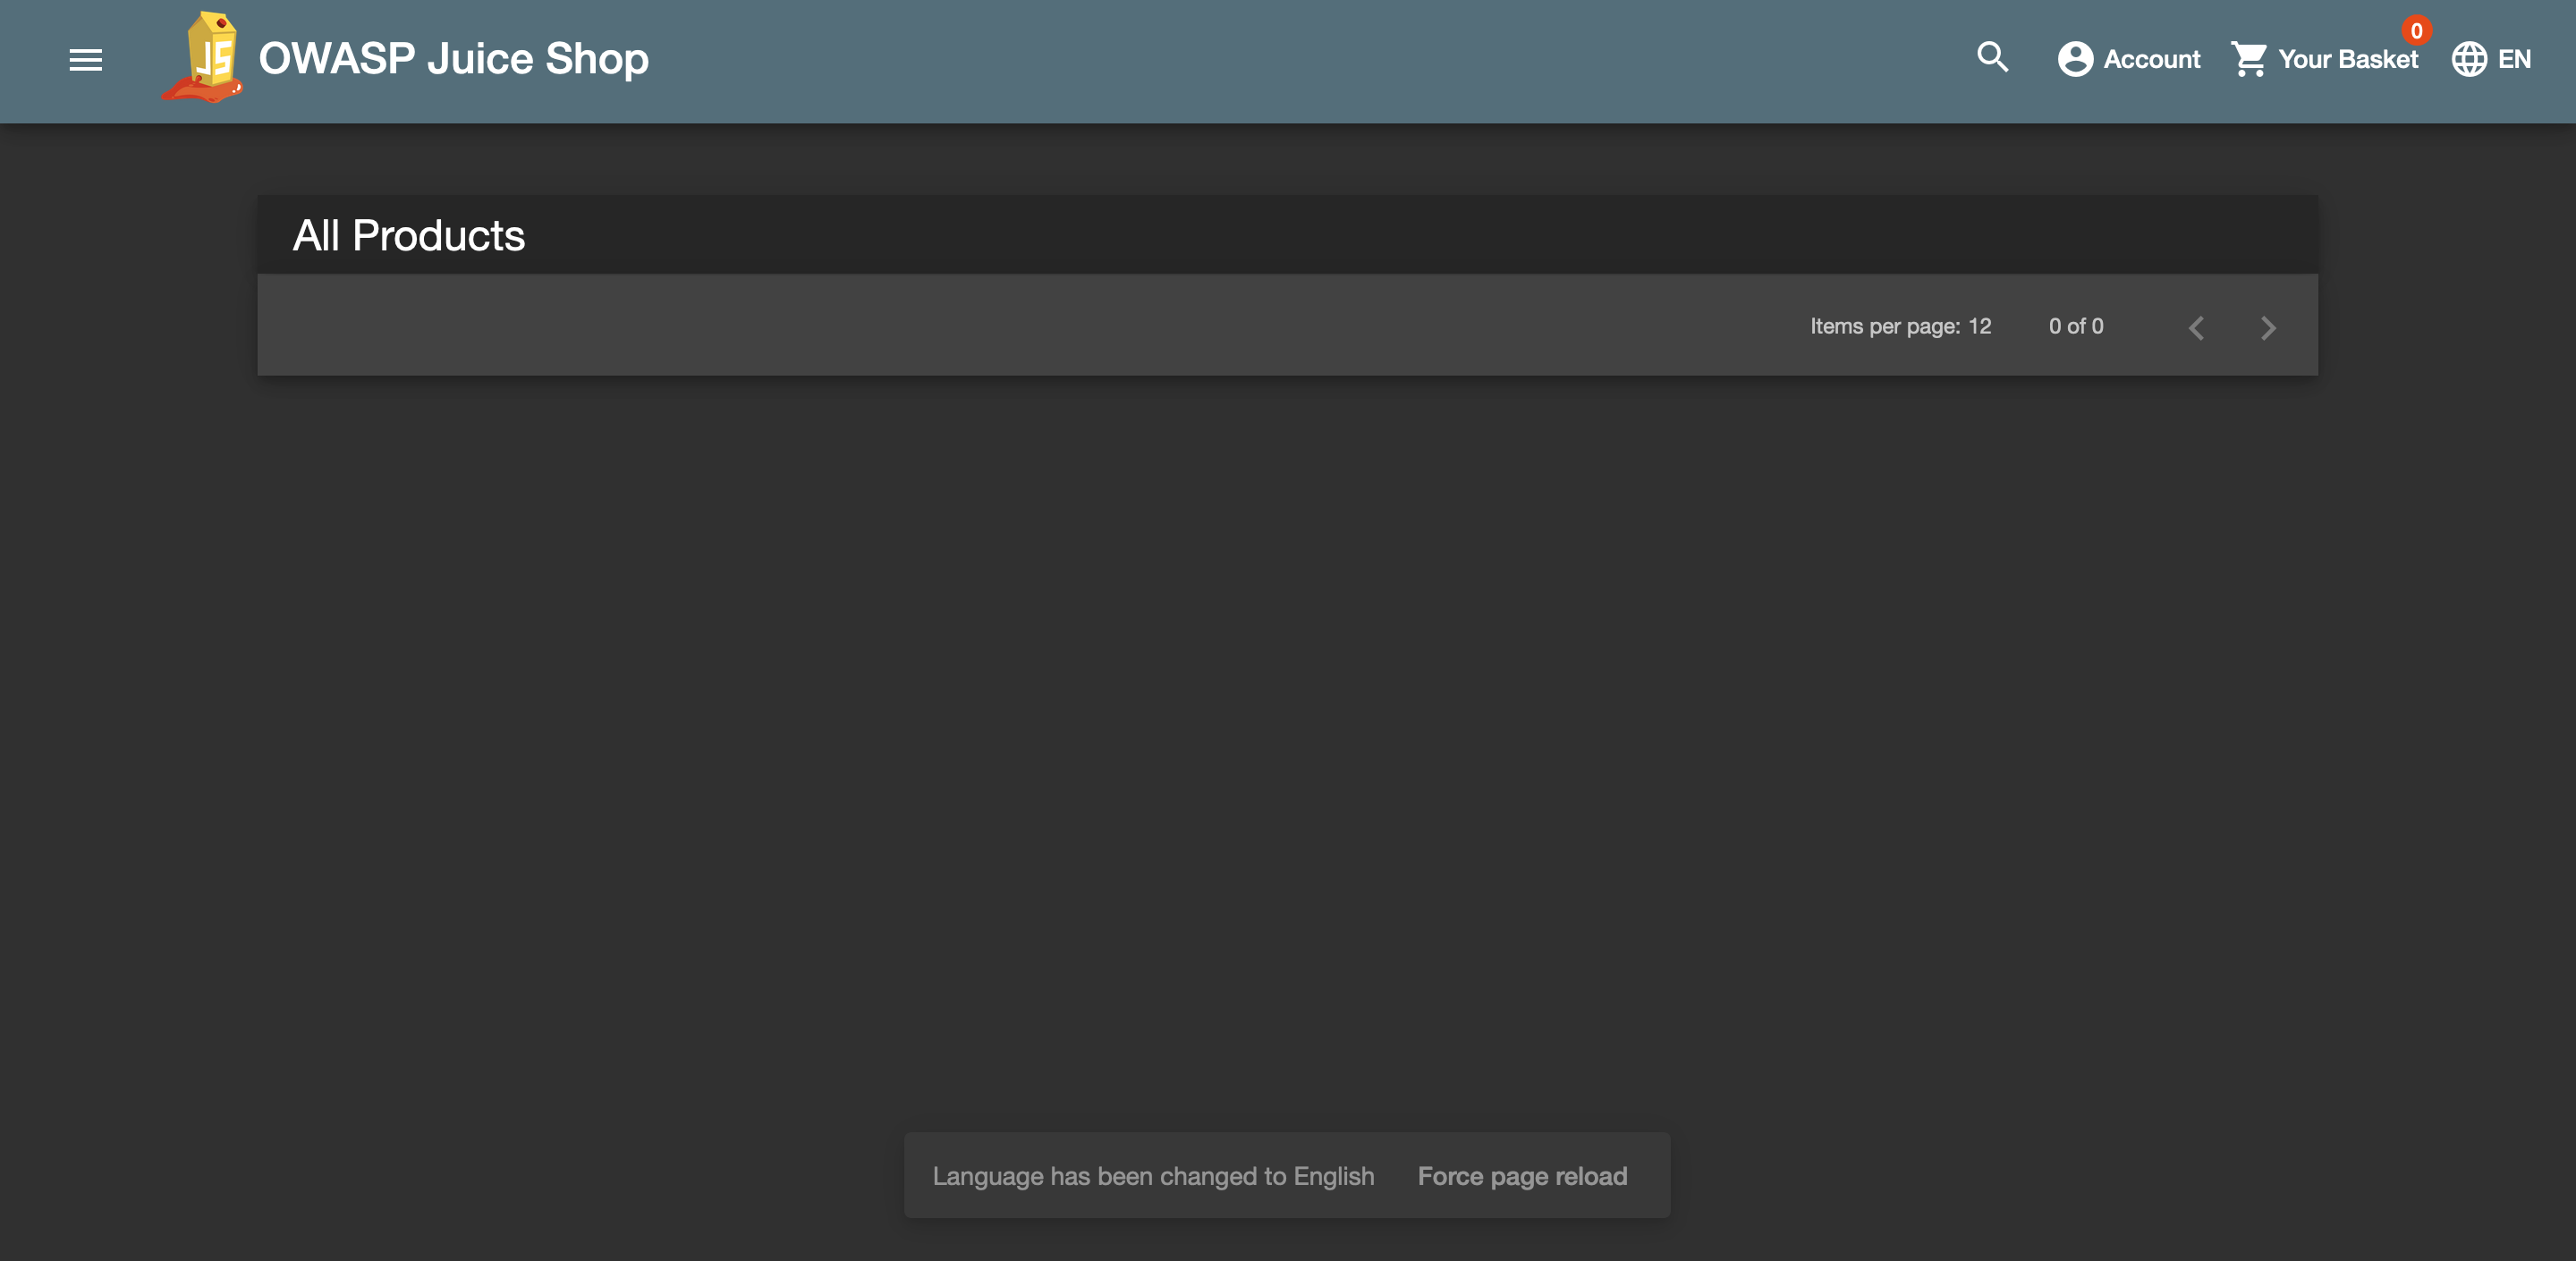 JS
OWASP Juice Shop
Account
0
Your Basket
EN
All Products
Items per page: 12
0 of 0
Language has been changed to English
Force page reload